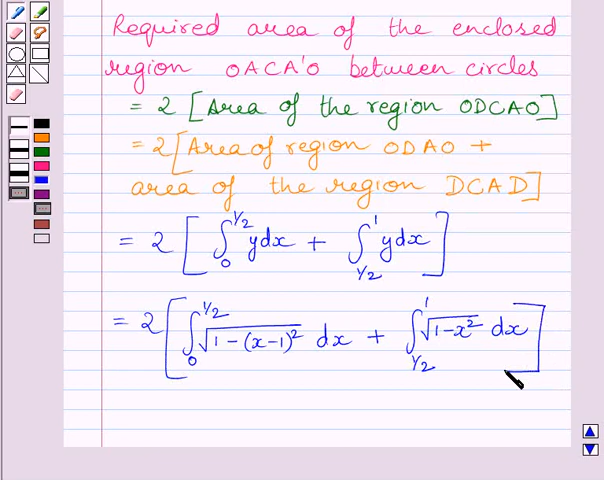 Required area of the enclosed
region OACA'O between circles
= 2 [Area of the region ODCAO]
= 2 [Area of region ODAO +
area of the region DCAD]
= 2 [ ∫₀^{1/2} y dx + ∫_{1/2}^{1} y dx ]
= 2 [ ∫₀^{1/2} √(1-(x-1)²) dx + ∫_{1/2}^{1} √(1-x²) dx ]